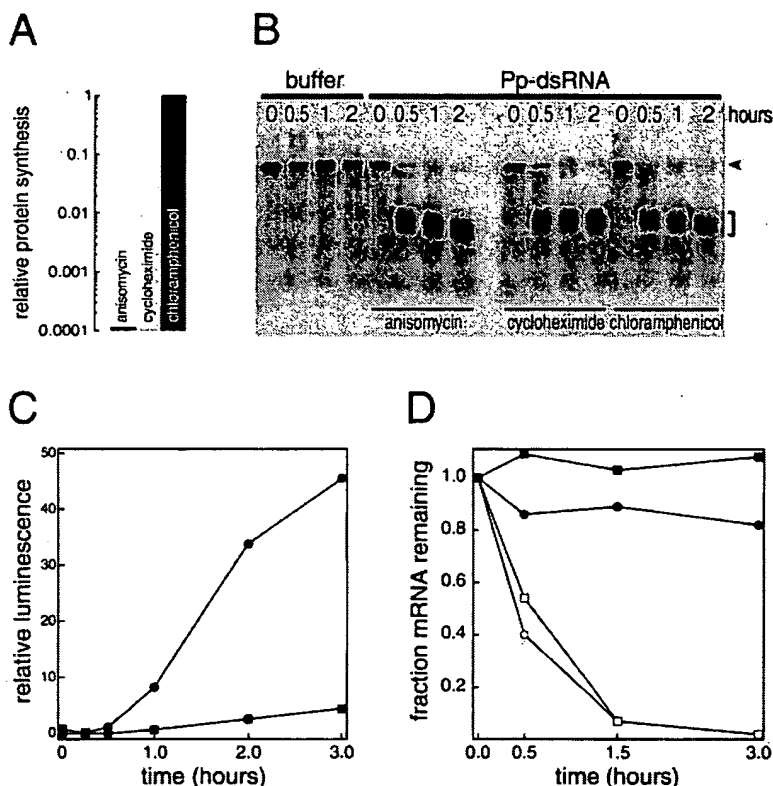 A
relative protein synthesis
1
0.1
0.01
0.001
0.0001
anisomycin
cycloheximide
chloramphenicol
B
buffer Pp-dsRNA
0 0.5 1 2 0 0.5 1 2 0 0.5 1 2 0 0.5 1 2 hours
anisomycin cycloheximide chloramphenicol
C
relative luminescence
50
40
30
20
10
0
0 1.0 2.0 3.0
time (hours)
D
fraction mRNA remaining
1.0
0.8
0.6
0.4
0.2
0.0 0.5 1.5 3.0
time (hours)